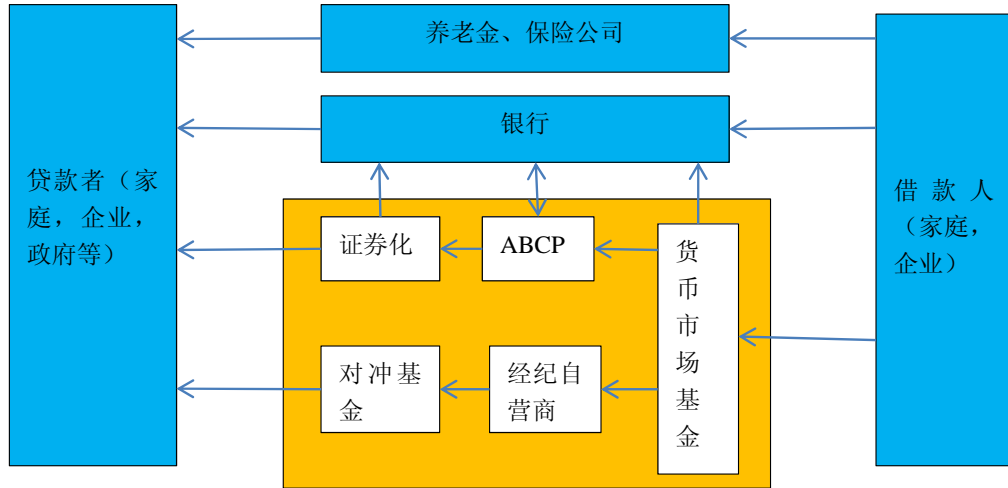 养老金、保险公司
银行
贷款者（家
庭，企业，
政府等）
借款人
（家庭，
企业）
证券化
ABCP
货
币
市
场
基
金
对冲基
金
经纪自
营商